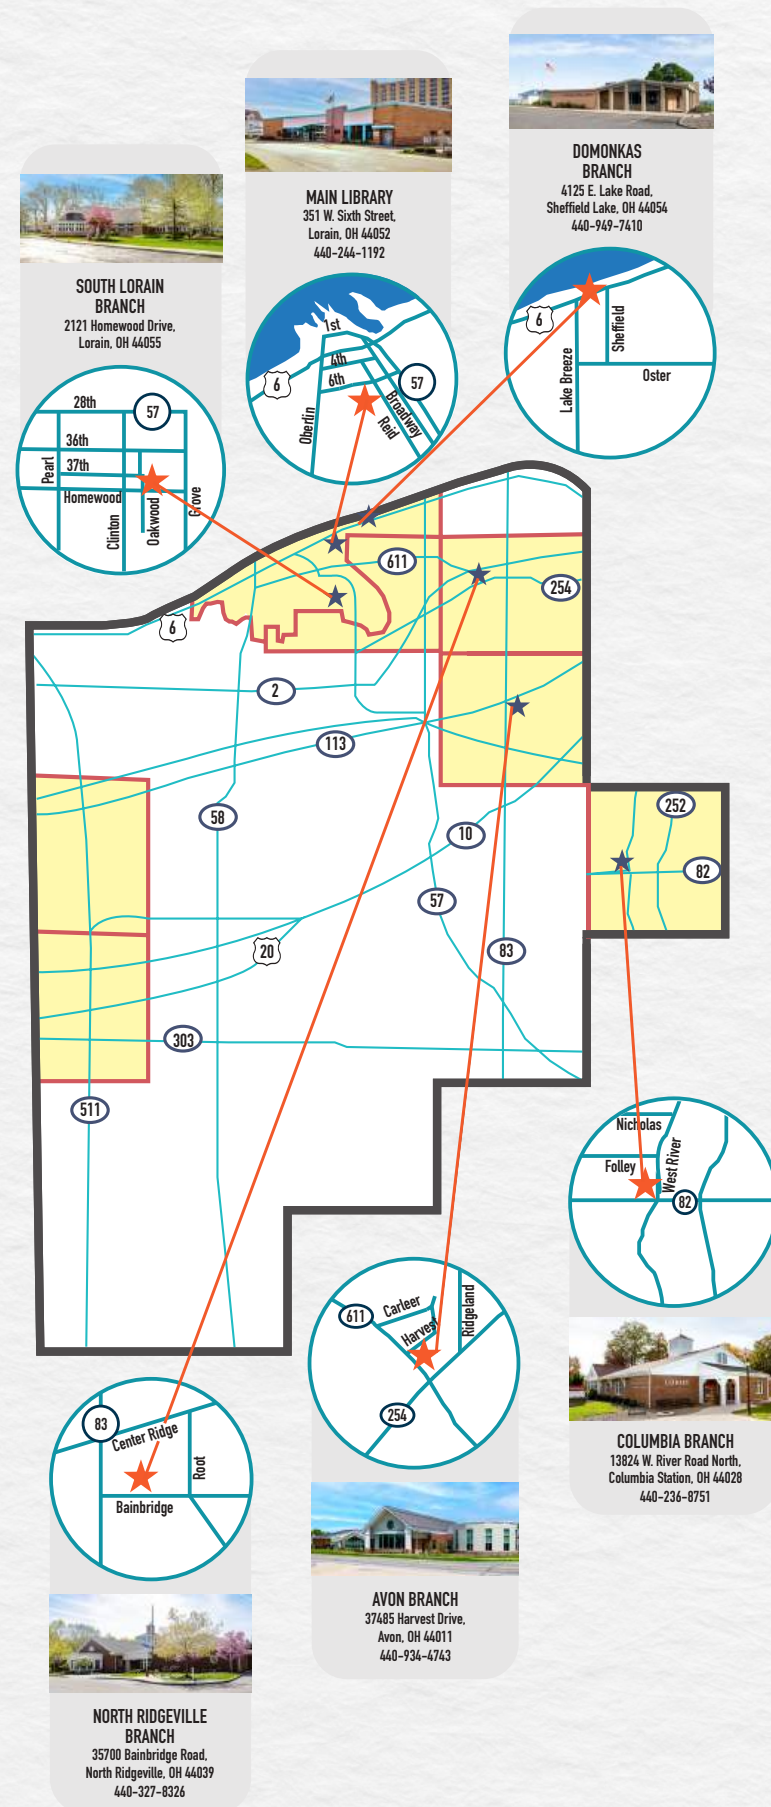 DOMONKAS
BRANCH
4125 E. Lake Road,
Sheffield Lake, OH 44054
440-949-7410
MAIN LIBRARY
351 W. Sixth Street,
Lorain, OH 44052
440-244-1192
SOUTH LORAIN
BRANCH
2121 Homewood Drive,
Lorain, OH 44055
28th
57
36th
37th
Pearl
Homewood
Clinton
Oakwood
Grove
1st
4th
6th
6
57
Oberlin
Reid
Broadway
6
Lake Breeze
Sheffield
Oster
611
254
6
2
113
58
10
252
82
57
20
83
303
511
Nicholas
Folley
West River
82
611
Carleer
Harvest
Ridgeland
254
83
Center Ridge
Root
Bainbridge
COLUMBIA BRANCH
13824 W. River Road North,
Columbia Station, OH 44028
440-236-8751
AVON BRANCH
37485 Harvest Drive,
Avon, OH 44011
440-934-4743
NORTH RIDGEVILLE
BRANCH
35700 Bainbridge Road,
North Ridgeville, OH 44039
440-327-8326